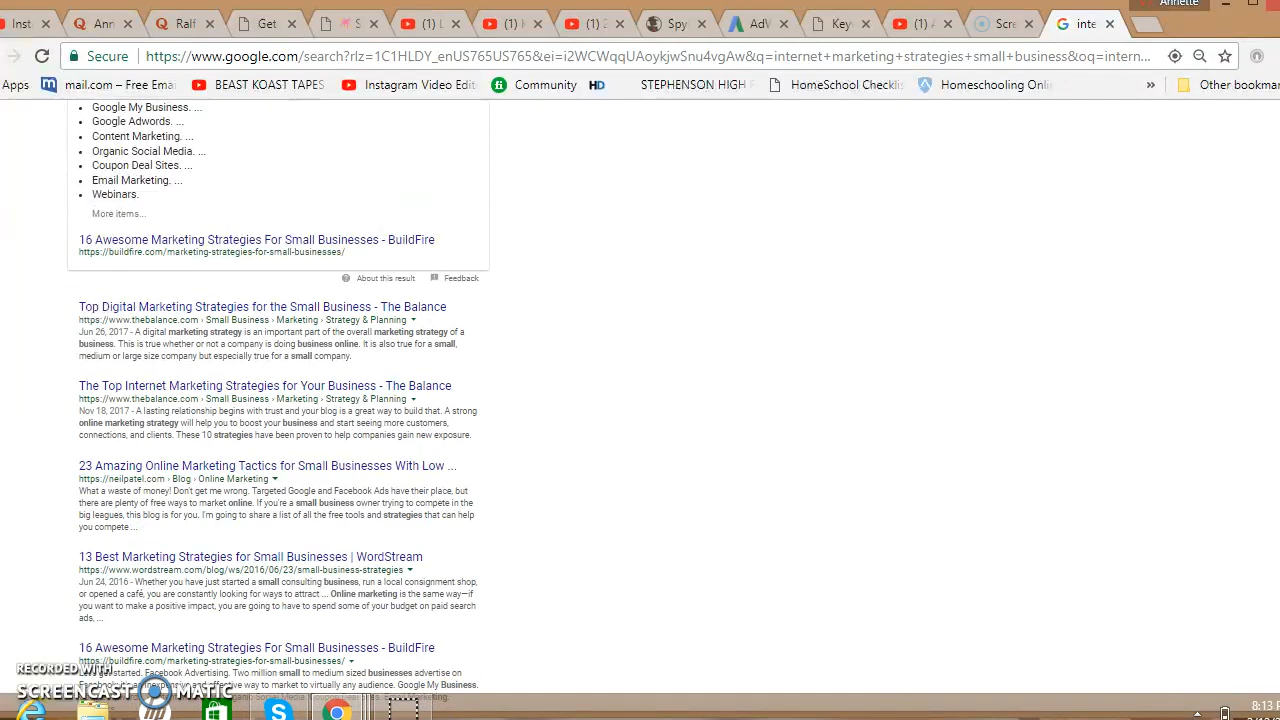 Annette
Inst
Ann
Ralf
Get
S
(1) L
(1)
(1) 2
Spy
AdW
Key
(1)
Scre
inte
Secure
https://www.google.com/search?rlz=1C1HLDY_enUS765US765&ei=i2WCWqqUAoykjwSnu4vgAw&q=internet+marketing+strategies+small+business&oq=intern...
Apps
mail.com – Free Ema
BEAST KOAST TAPES
Instagram Video Edit
Community
HD
STEPHENSON HIGH
HomeSchool Checkli
Homeschooling Onli
»
Other bookmar
Google My Business. ...
Google Adwords. ...
Content Marketing. ...
Organic Social Media. ...
Coupon Deal Sites. ...
Email Marketing. ...
Webinars.
More items...
16 Awesome Marketing Strategies For Small Businesses - BuildFire
https://buildfire.com/marketing-strategies-for-small-businesses/
About this result
Feedback
Top Digital Marketing Strategies for the Small Business - The Balance
https://www.thebalance.com › Small Business › Marketing › Strategy & Planning
Jun 26, 2017 - A digital marketing strategy is an important part of the overall marketing strategy of a
business. This is true whether or not a company is doing business online. It is also true for a small,
medium or large size company but especially true for a small company.
The Top Internet Marketing Strategies for Your Business - The Balance
https://www.thebalance.com › Small Business › Marketing › Strategy & Planning
Nov 18, 2017 - A lasting relationship begins with trust and your blog is a great way to build that. A strong
online marketing strategy will help you to boost your business and start seeing more customers,
connections, and clients. These 10 strategies have been proven to help companies gain new exposure.
23 Amazing Online Marketing Tactics for Small Businesses With Low ...
https://neilpatel.com › Blog › Online Marketing
What a waste of money! Don't get me wrong. Targeted Google and Facebook Ads have their place, but
there are plenty of free ways to market online. If you're a small business owner trying to compete in the
big leagues, this blog is for you. I'm going to share a list of all the free tools and strategies that can help
you compete ...
13 Best Marketing Strategies for Small Businesses | WordStream
https://www.wordstream.com/blog/ws/2016/06/23/small-business-strategies
Jun 24, 2016 - Whether you have just started a small consulting business, run a local consignment shop,
or opened a café, you are constantly looking for ways to attract ... Online marketing is the same way—if
you want to make a positive impact, you are going to have to spend some of your budget on paid search
ads, ...
16 Awesome Marketing Strategies For Small Businesses - BuildFire
https://buildfire.com/marketing-strategies-for-small-businesses/
Let's get started. Facebook Advertising. Two million small to medium sized businesses advertise on
Facebook; it's an inexpensive and effective way to market to virtually any audience. Google My Business.
RECORDED WITH
SCREENCAST MATIC
8:13 P